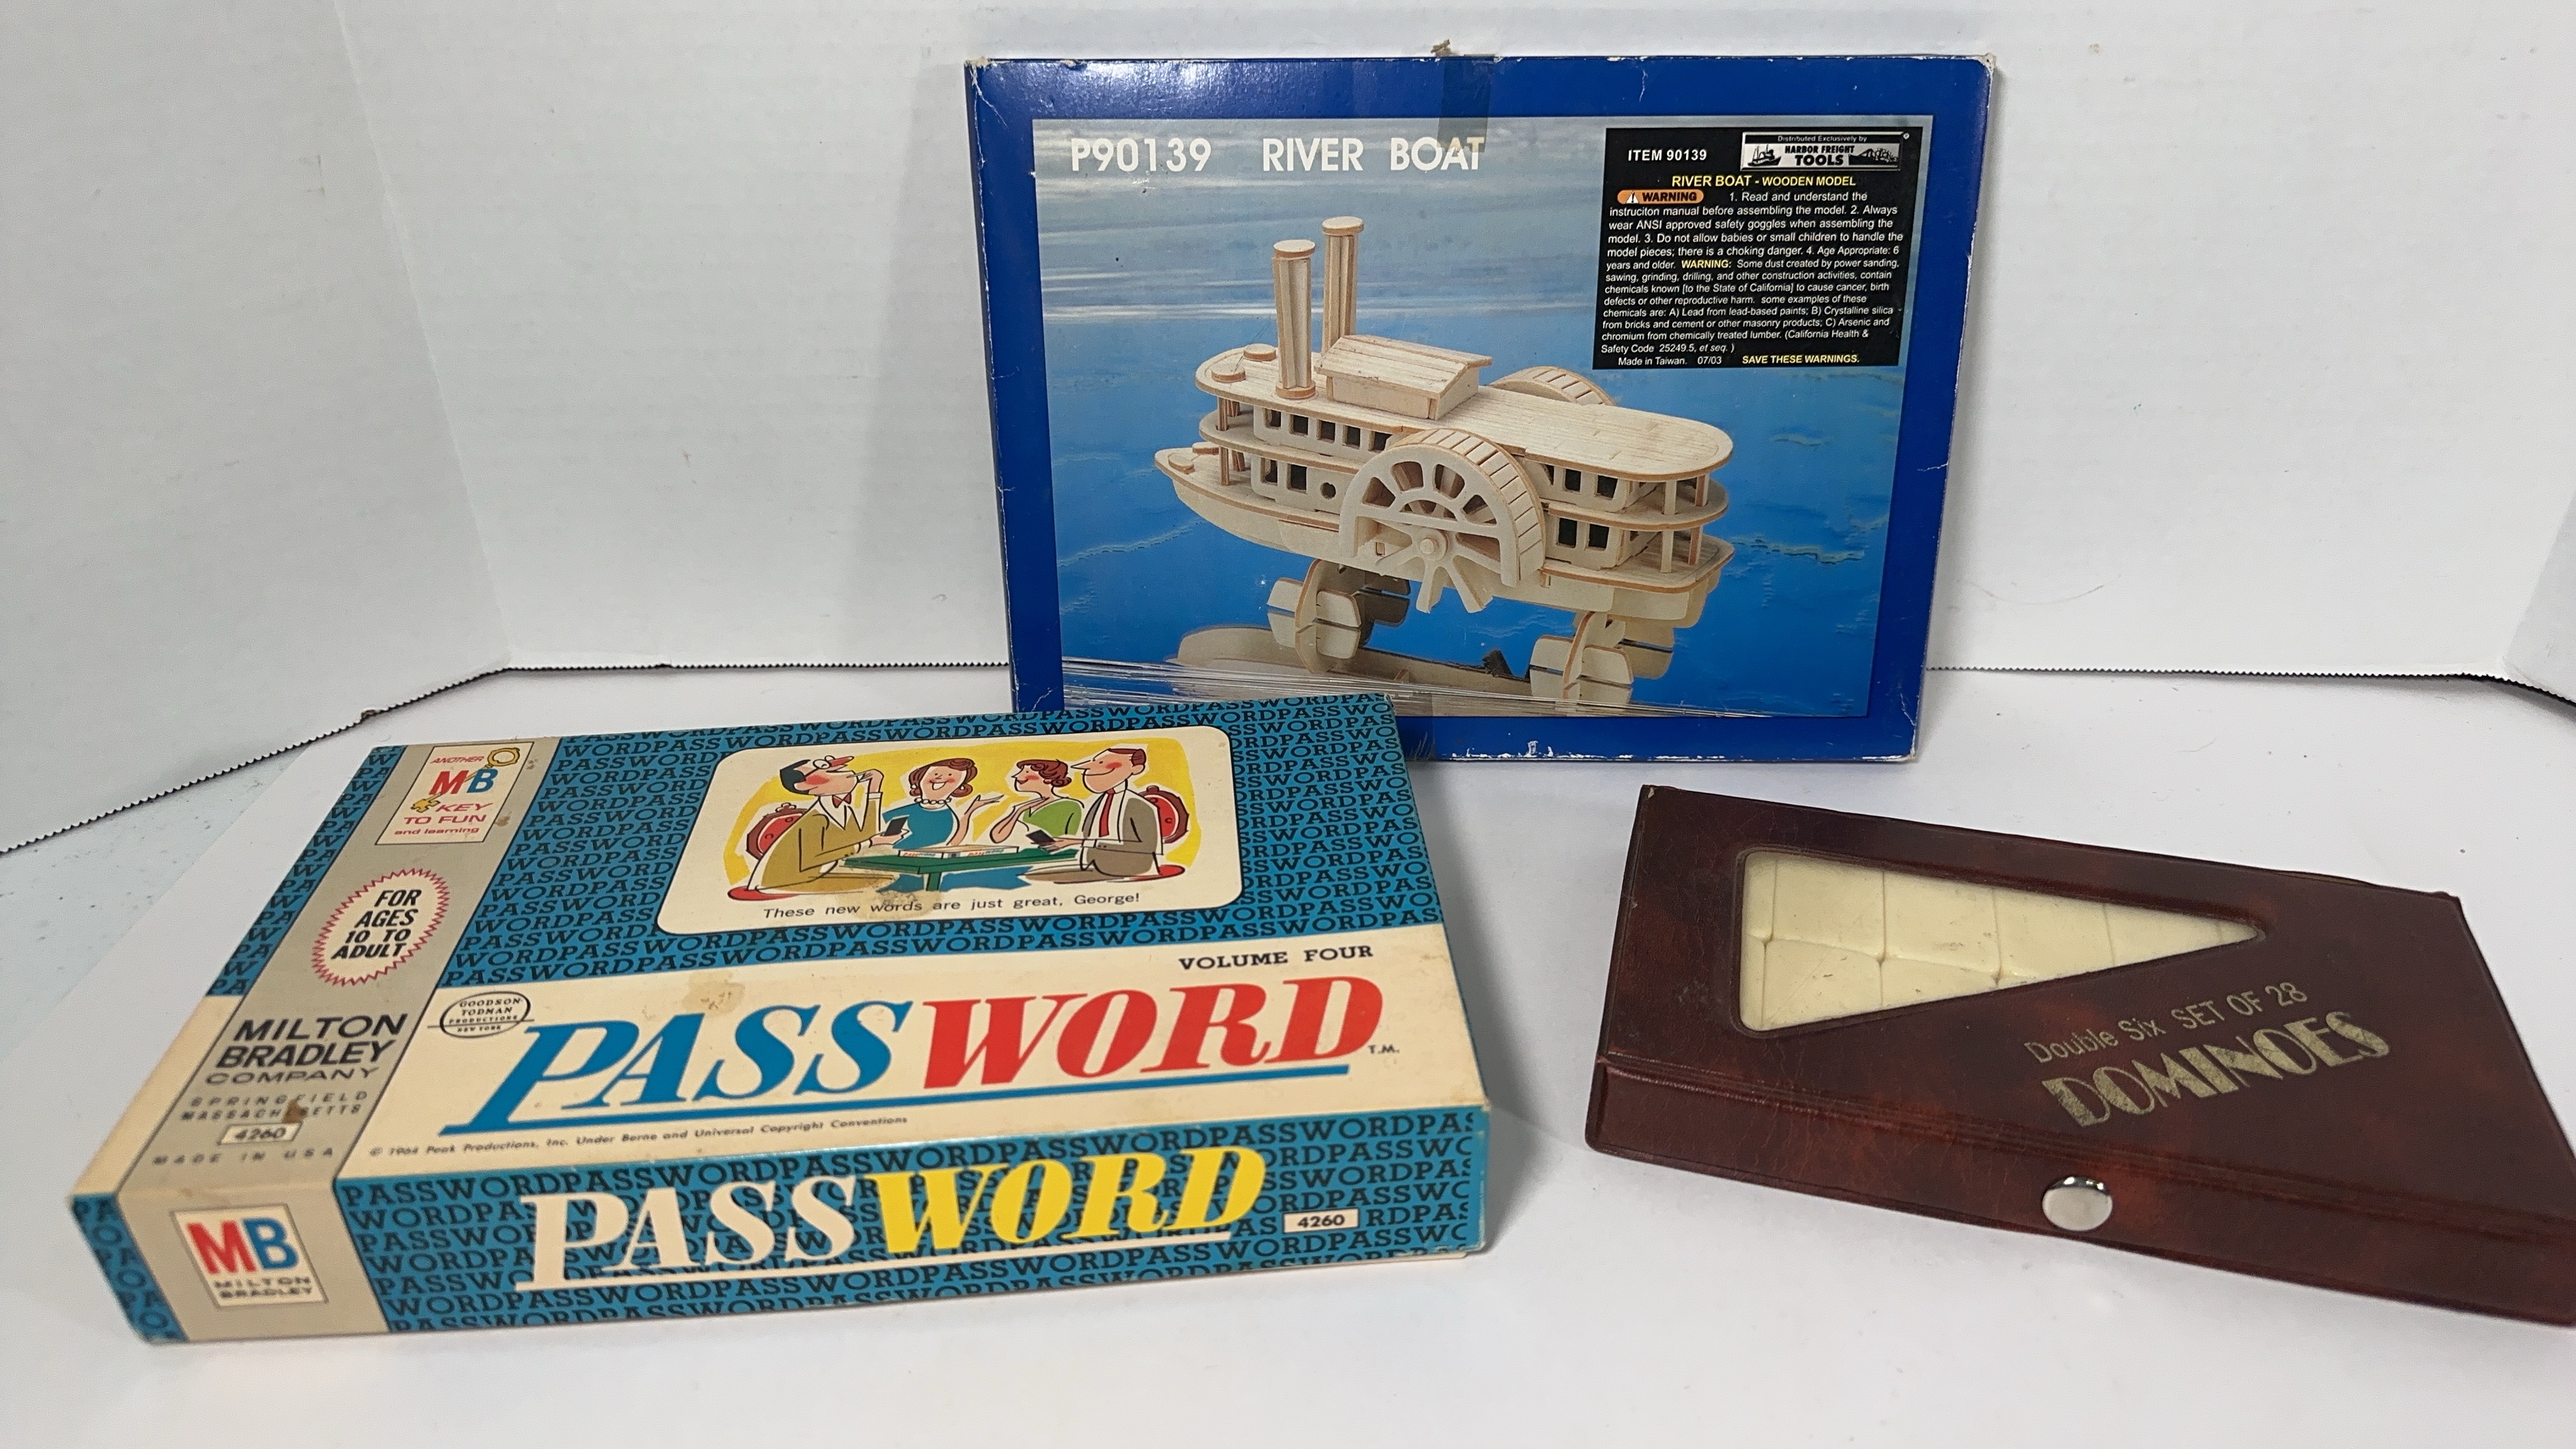 P90139 RIVER BOAT
ITEM 90139
Distributed Exclusively by
HARBOR FREIGHT
TOOLS
®
RIVER BOAT - WOODEN MODEL
WARNING 1. Read and understand the
instruciton manual before assembling the model. 2. Always
wear ANSI approved safety goggles when assembling the
model. 3. Do not allow babies or small children to handle the
model pieces; there is a choking danger. 4. Age Appropriate: 6
years and older. WARNING: Some dust created by power sanding,
sawing, grinding, drilling, and other construction activities, contain
chemicals known [to the State of California] to cause cancer, birth
defects or other reproductive harm. some examples of these
chemicals are: A) Lead from lead-based paints; B) Crystalline silica
from bricks and cement or other masonry products; C) Arsenic and
chromium from chemically treated lumber. (California Health &
Safety Code 25249.5, et seq.)
Made in Taiwan. 07/03 SAVE THESE WARNINGS.
ANOTHER
MB
KEY
TO FUN
and learning
FOR
AGES
10 TO
ADULT
MILTON
BRADLEY
COMPANY
SPRINGFIELD
MASSACHUSETTS
4260
MADE IN USA
These new words are just great, George!
VOLUME FOUR
GOODSON-
TODMAN
PRODUCTIONS
NEW YORK
PASSWORD T.M.
© 1964 Peak Productions, Inc. Under Berne and Universal Copyright Conventions
MB
MILTON
BRADLEY
PASSWORD
4260
Double Six SET OF 28
DOMINOES